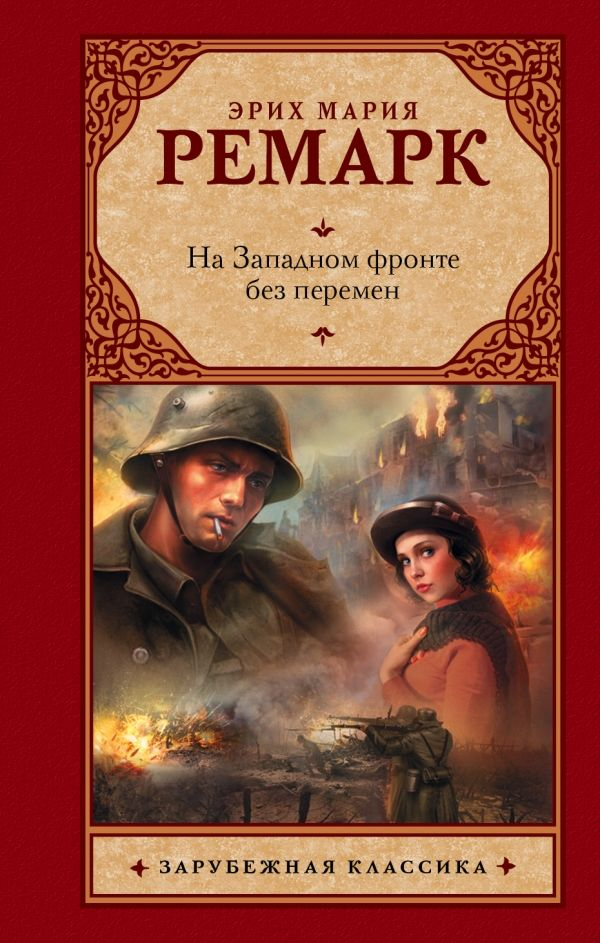 ЭРИХ МАРИЯ
РЕМАРК
На Западном фронте
без перемен
ЗАРУБЕЖНАЯ КЛАССИКА